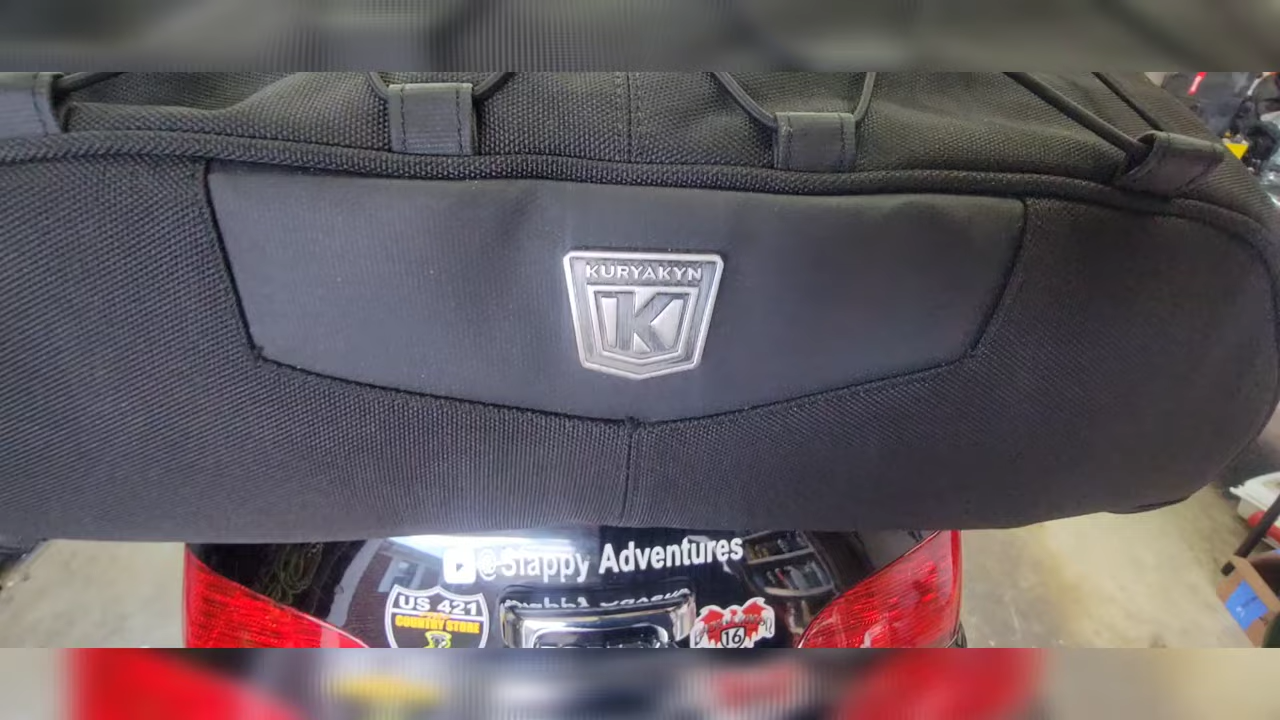 KURYAKYN
K
@Slappy Adventures
US 421
COUNTRY STORE
16